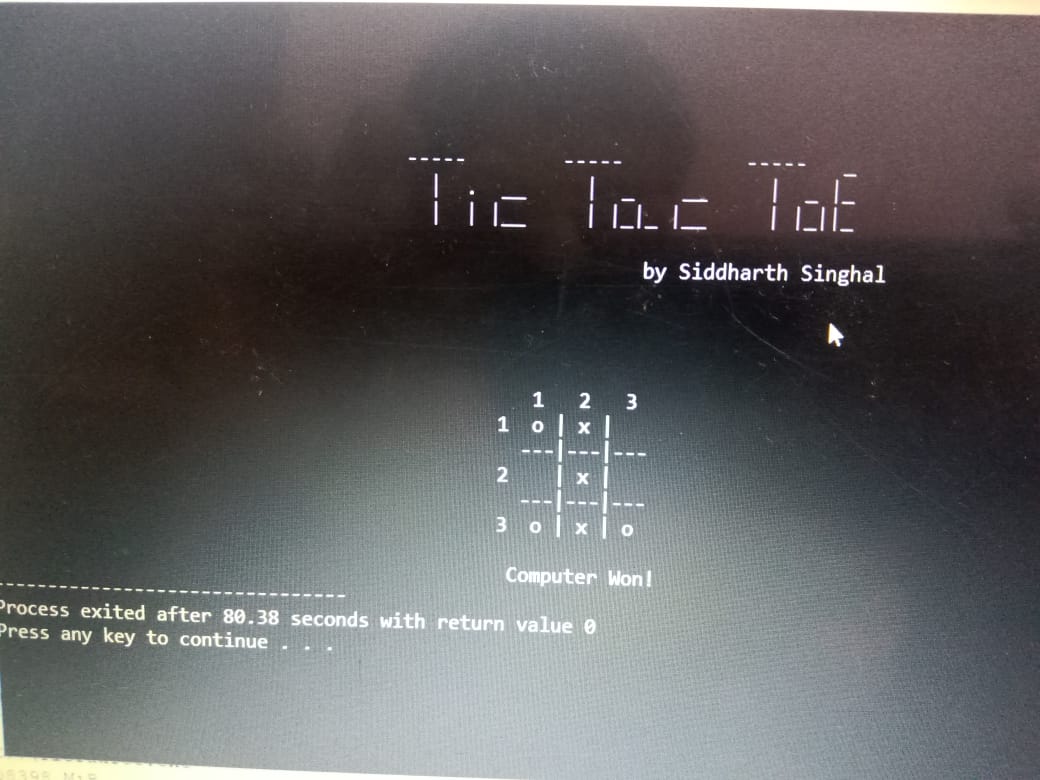 Tic Tac ToE
by Siddharth Singhal
1 2 3
1 o | x |
---|---|---
2 | x |
---|---|---
3 o | x | o
Computer Won!
--------------------------------
Process exited after 80.38 seconds with return value 0
Press any key to continue . . .